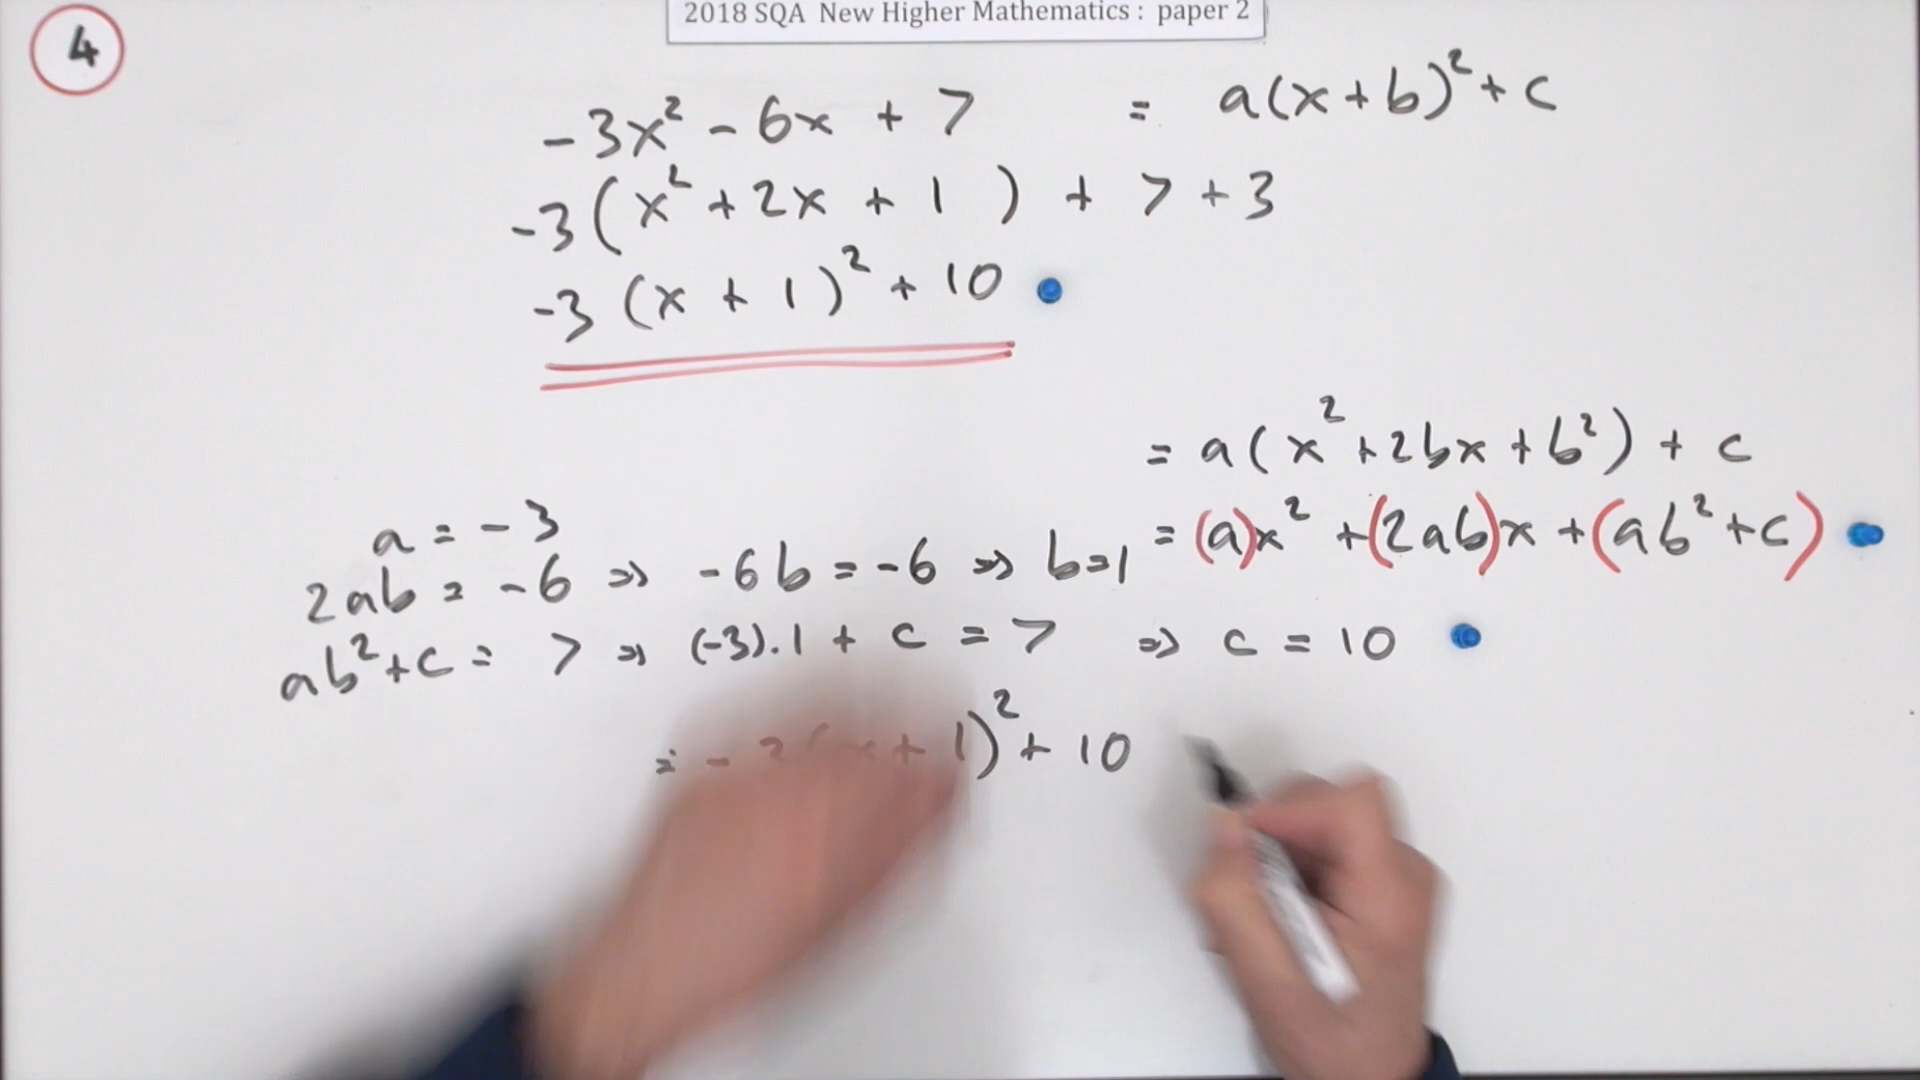 4
2018 SQA New Higher Mathematics : paper 2
-3x² - 6x + 7 = a(x+b)² + c
-3(x² + 2x + 1 ) + 7 + 3
-3 (x + 1)² + 10
= a(x² + 2bx + b²) + c
= (a)x² + (2ab)x + (ab² + c)
a = -3
2ab = -6 ⇒ -6b = -6 ⇒ b=1
ab² + c = 7 ⇒ (-3).1 + c = 7 ⇒ c = 10
= - 3(x + 1)² + 10